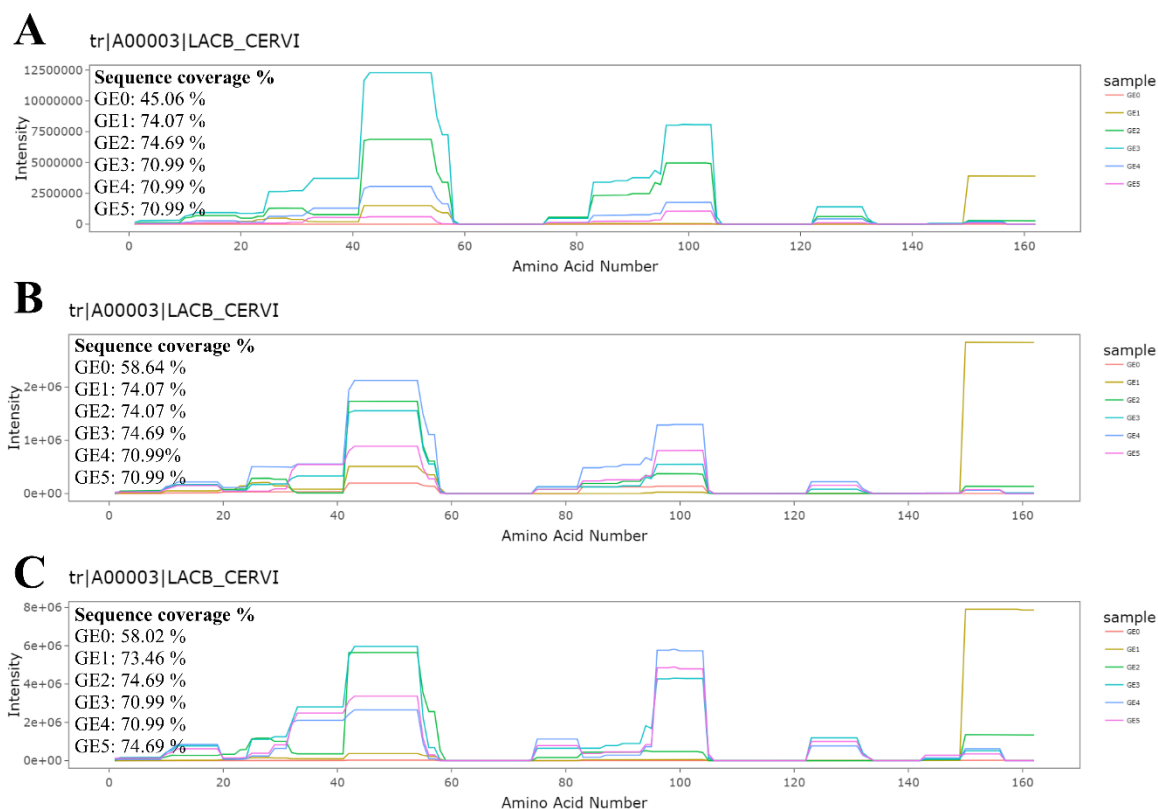 A
tr|A00003|LACB_CERVI
Sequence coverage %
GE0: 45.06 %
GE1: 74.07 %
GE2: 74.69 %
GE3: 70.99 %
GE4: 70.99 %
GE5: 70.99 %
Intensity
12500000
10000000
7500000
5000000
2500000
0
0 20 40 60 80 100 120 140 160
Amino Acid Number
sample
GE0
GE1
GE2
GE3
GE4
GE5
B
tr|A00003|LACB_CERVI
Sequence coverage %
GE0: 58.64 %
GE1: 74.07 %
GE2: 74.07 %
GE3: 74.69 %
GE4: 70.99%
GE5: 70.99 %
Intensity
2e+06
1e+06
0e+00
0 20 40 60 80 100 120 140 160
Amino Acid Number
sample
GE0
GE1
GE2
GE3
GE4
GE5
C
tr|A00003|LACB_CERVI
Sequence coverage %
GE0: 58.02 %
GE1: 73.46 %
GE2: 74.69 %
GE3: 70.99 %
GE4: 70.99 %
GE5: 74.69 %
Intensity
8e+06
6e+06
4e+06
2e+06
0e+00
0 20 40 60 80 100 120 140 160
Amino Acid Number
sample
GE0
GE1
GE2
GE3
GE4
GE5